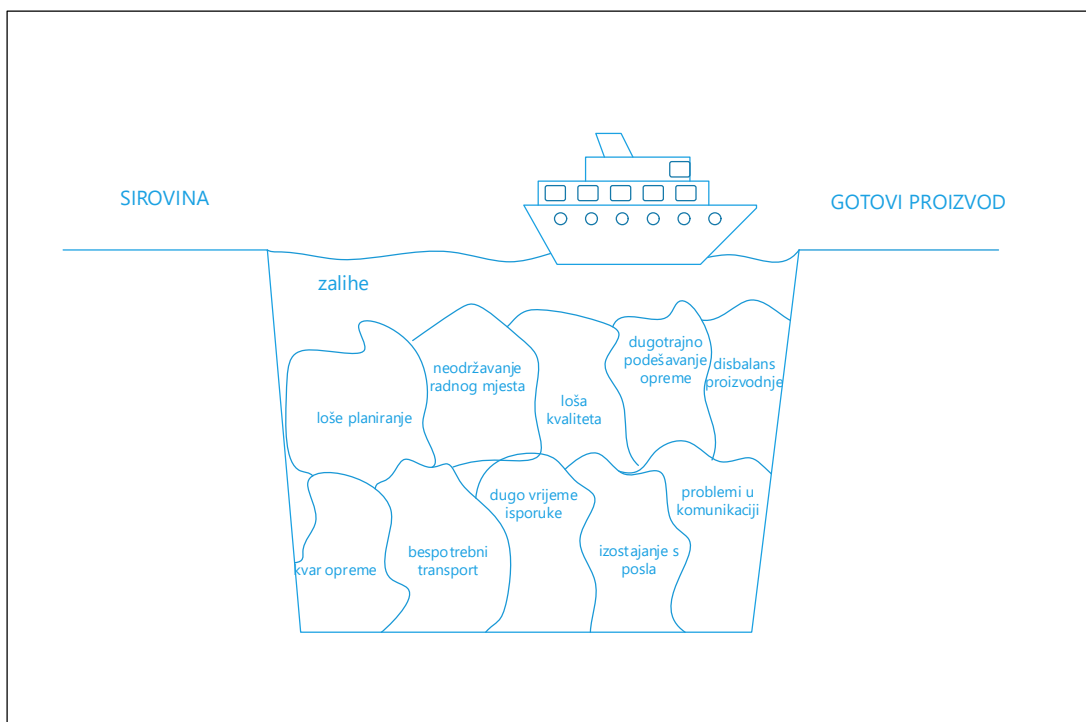 SIROVINA
GOTOVI PROIZVOD
zalihe
loše planiranje
neodržavanje
radnog mjesta
loša
kvaliteta
dugotrajno
podešavanje
opreme
disbalans
proizvodnje
kvar opreme
bespotrebni
transport
dugo vrijeme
isporuke
izostajanje s
posla
problemi u
komunikaciji